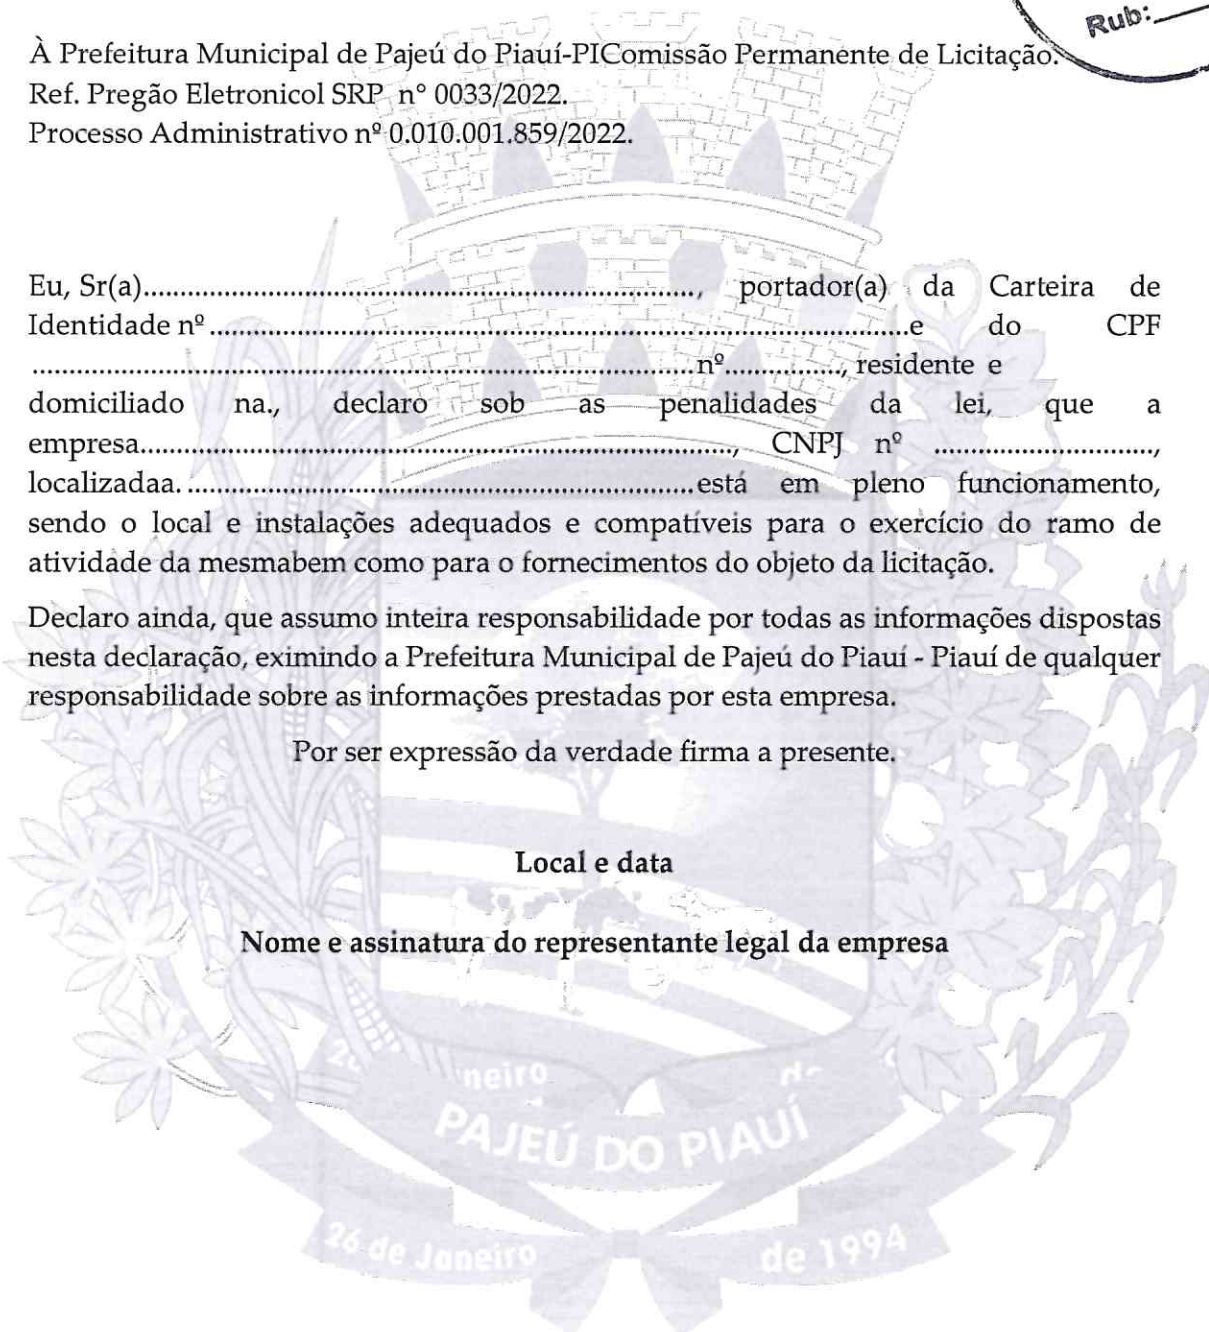 Rub:
À Prefeitura Municipal de Pajeú do Piauí-PIComissão Permanente de Licitação.
Ref. Pregão Eletronicol SRP nº 0033/2022.
Processo Administrativo nº 0.010.001.859/2022.
Eu, Sr(a)..........................................................................., portador(a) da Carteira de
Identidade nº ...............................................................................................e do CPF
..........................................................................................nº................, residente e
domiciliado na., declaro sob as penalidades da lei, que a
empresa................................................................................, CNPJ nº ..............................,
localizadaa. .....................................................................está em pleno funcionamento,
sendo o local e instalações adequados e compatíveis para o exercício do ramo de
atividade da mesmabem como para o fornecimentos do objeto da licitação.
Declaro ainda, que assumo inteira responsabilidade por todas as informações dispostas
nesta declaração, eximindo a Prefeitura Municipal de Pajeú do Piauí - Piauí de qualquer
responsabilidade sobre as informações prestadas por esta empresa.
Por ser expressão da verdade firma a presente.
Local e data
Nome e assinatura do representante legal da empresa
neiro
PAJEÚ DO PIAUÍ
26 de Janeiro de 1994